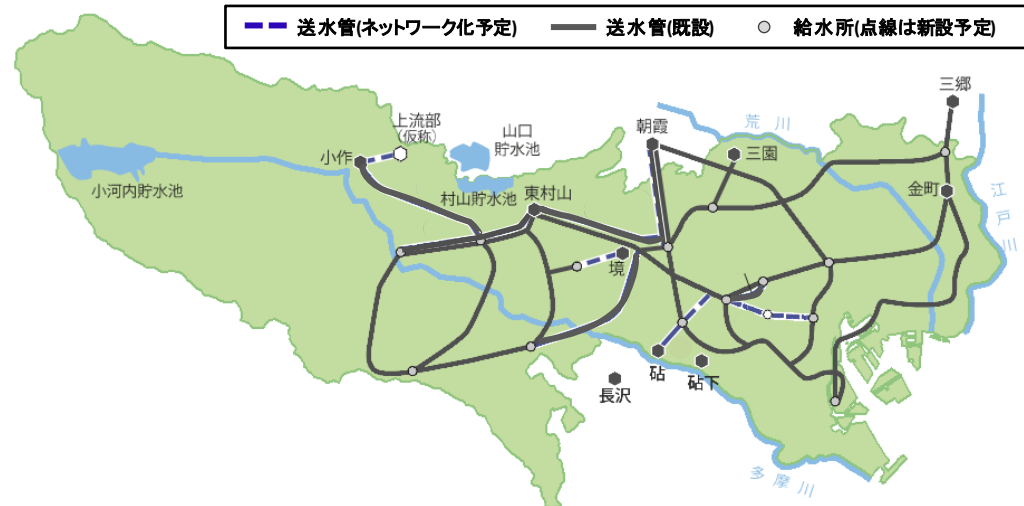 送水管(ネットワーク化予定)
送水管(既設)
給水所(点線は新設予定)
三郷
上流部
(仮称)
山口
貯水池
朝霞
荒川
三園
小作
小河内貯水池
村山貯水池
東村山
金町
江戸川
境
砧
砧下
長沢
多摩川